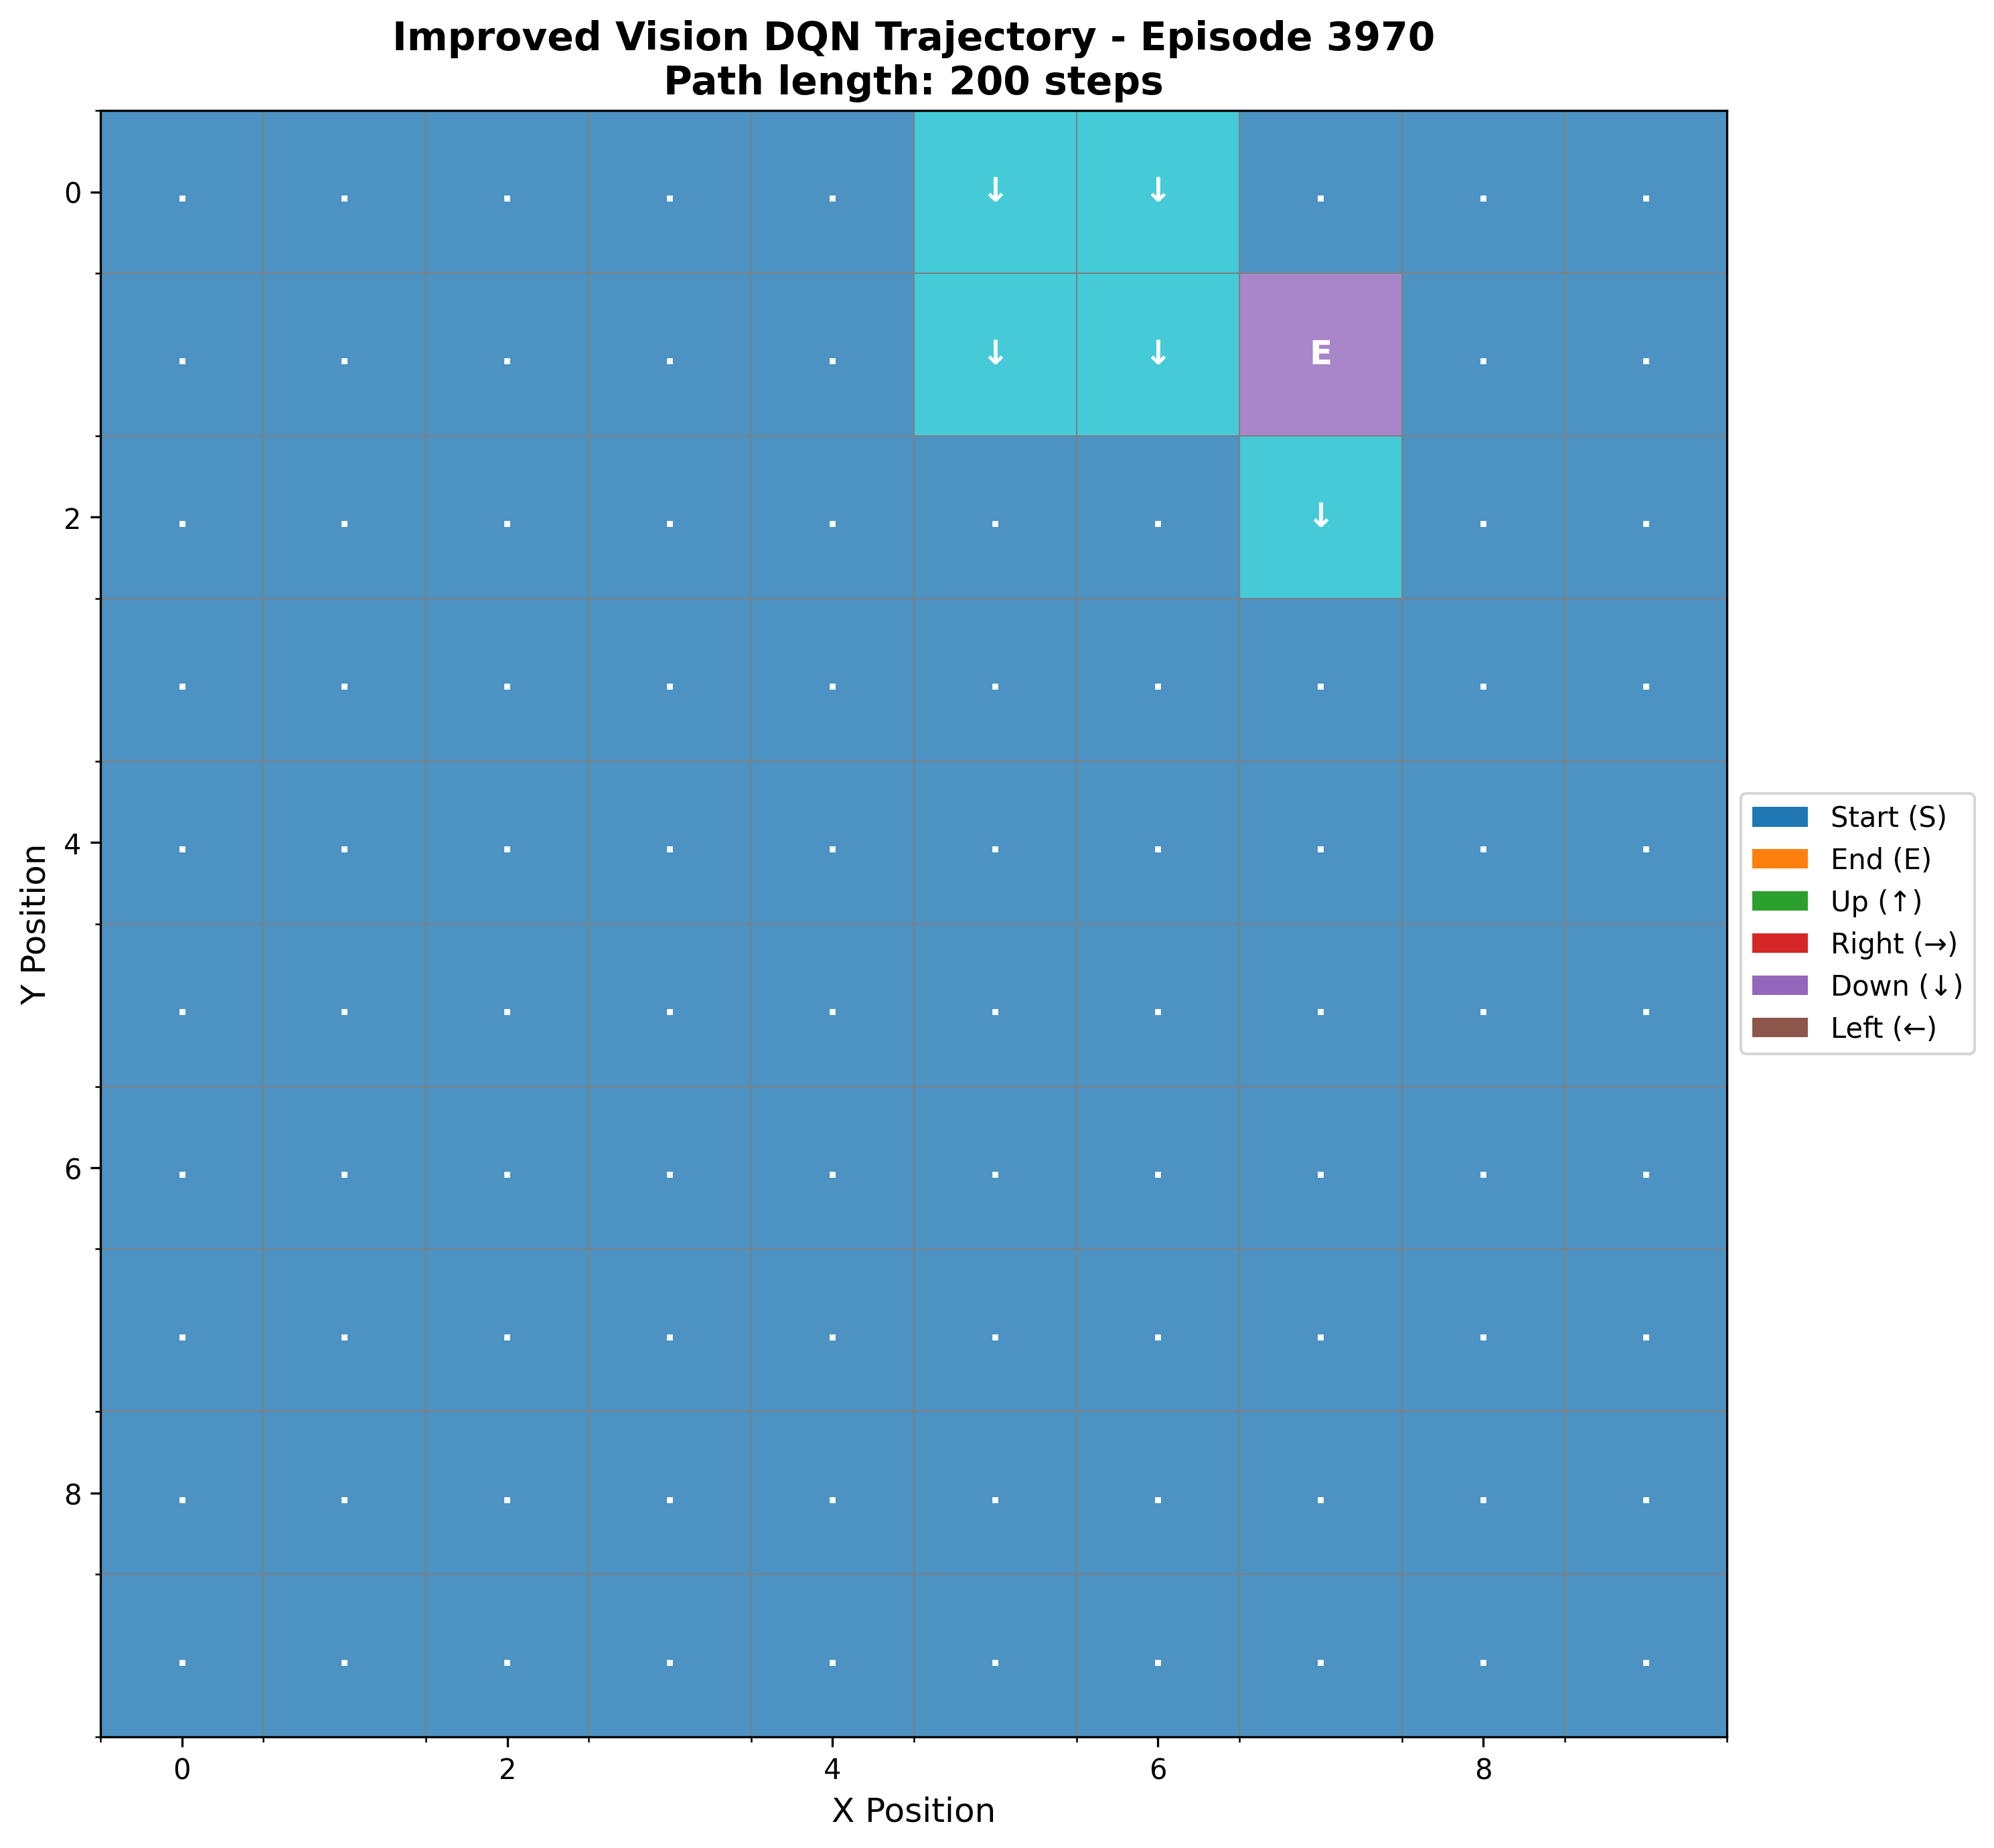 Improved Vision DQN Trajectory - Episode 3970
Path length: 200 steps
0 . . . . . ↓ ↓ . . .
. . . . . ↓ ↓ E . .
2 . . . . . . . ↓ . .
. . . . . . . . . .
4 . . . . . . . . . .
. . . . . . . . . .
6 . . . . . . . . . .
. . . . . . . . . .
8 . . . . . . . . . .
. . . . . . . . . .
0 2 4 6 8
X Position
Y Position
Start (S)
End (E)
Up (↑)
Right (→)
Down (↓)
Left (←)